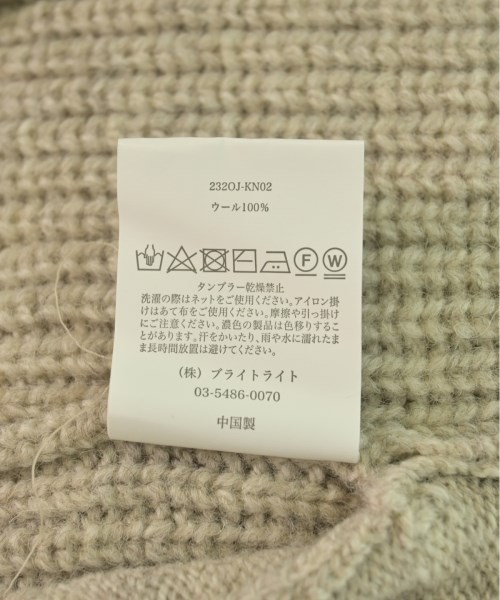 232OJ-KN02
ウール100%
F W
タンブラー乾燥禁止
洗濯の際はネットをご使用ください。アイロン掛
けはあて布をご使用ください。摩擦や引っ掛け
にご注意ください。濃色の製品は色移りするこ
とがあります。汗をかいたり、雨や水に濡れたま
ま長時間放置は避けてください。
（株）ブライトライト
03-5486-0070
中国製